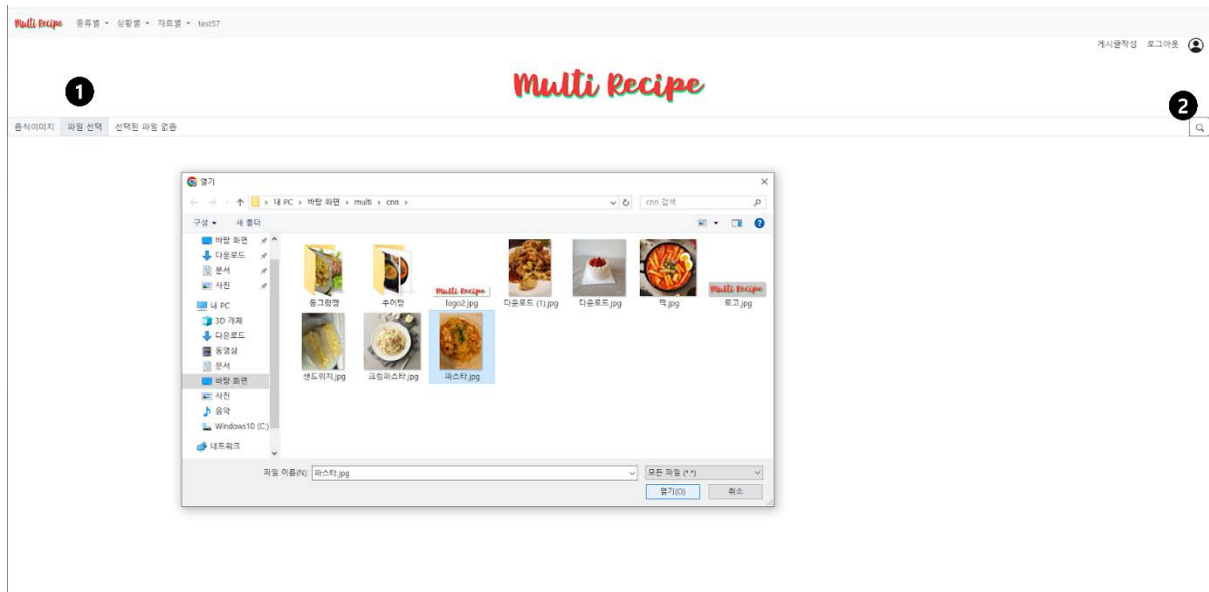 Multi Recipe 종류별 상황별 재료별 test57
게시글작성 로그아웃
Multi Recipe
1
2
음식이미지 파일 선택 선택된 파일 없음
열기
내 PC > 바탕 화면 > multi > cnn >
cnn 검색
구성 새 폴더
바탕 화면
다운로드
문서
사진
내 PC
3D 개체
다운로드
동영상
문서
바탕 화면
사진
음악
Windows10 (C:)
네트워크
동그랑땡 추어탕 logo2.jpg 다운로드 (1).jpg 다운로드.jpg 떡.jpg 로고.jpg
Multi Recipe
Multi Recipe
샌드위치.jpg 크림파스타.jpg 파스타.jpg
파일 이름(N): 파스타.jpg 모든 파일 (*.*)
열기(O) 취소